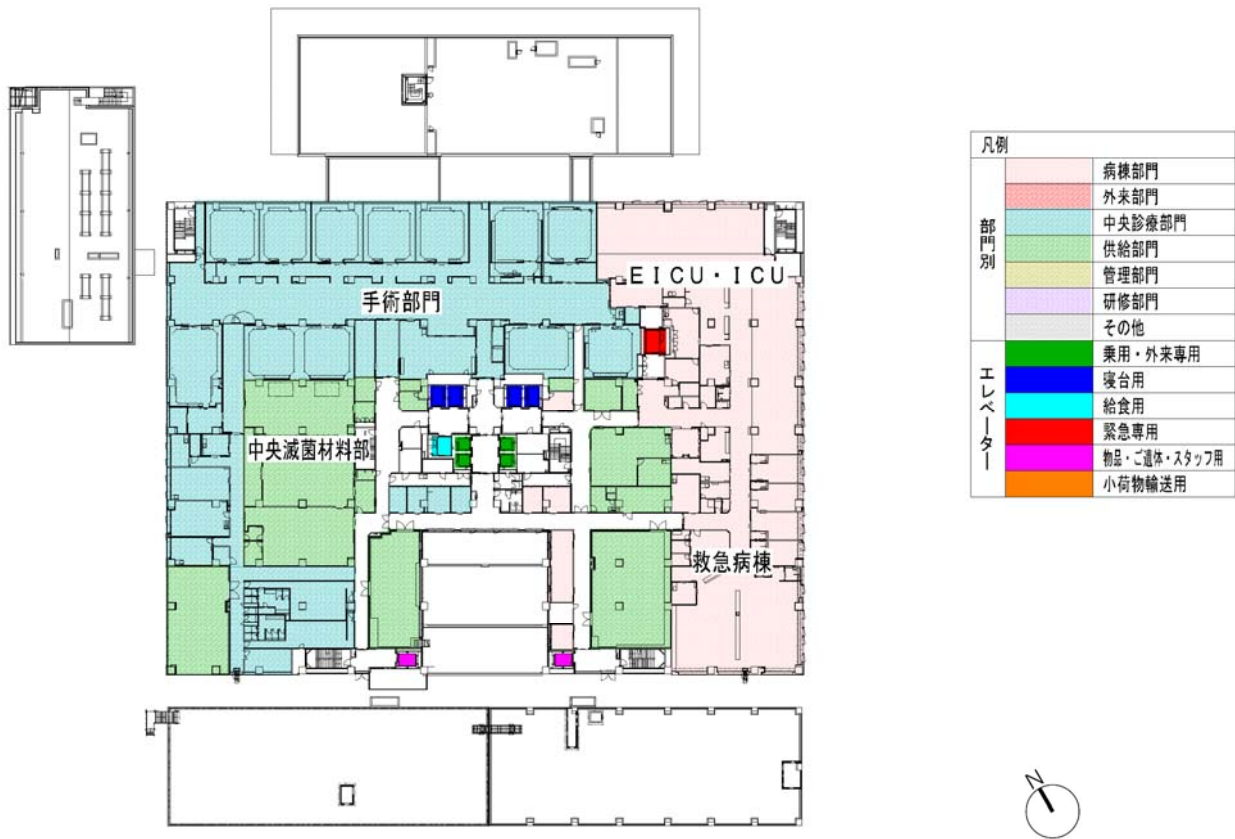 EICU・ICU
手術部門
中央滅菌材料部
救急病棟
凡例
部門別
病棟部門
外来部門
中央診療部門
供給部門
管理部門
研修部門
その他
エレベーター
乗用・外来専用
寝台用
給食用
緊急専用
物品・ご遺体・スタッフ用
小荷物輸送用
N